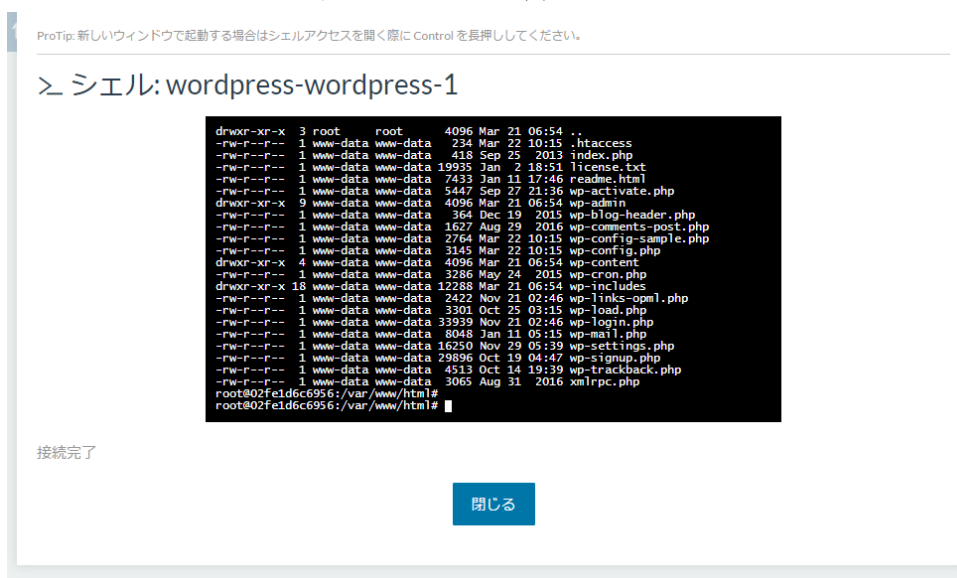 ProTip: 新しいウィンドウで起動する場合はシェルアクセスを開く際に Control を長押ししてください。
>_ シェル: wordpress-wordpress-1
drwxr-xr-x  3 root     root      4096 Mar 21 06:54 ..
-rw-r--r--  1 www-data www-data   234 Mar 22 10:15 .htaccess
-rw-r--r--  1 www-data www-data   418 Sep 25  2013 index.php
-rw-r--r--  1 www-data www-data 19935 Jan  2 18:51 license.txt
-rw-r--r--  1 www-data www-data  7433 Jan 11 17:46 readme.html
-rw-r--r--  1 www-data www-data  5447 Sep 27 21:36 wp-activate.php
drwxr-xr-x  9 www-data www-data  4096 Mar 21 06:54 wp-admin
-rw-r--r--  1 www-data www-data   364 Dec 19  2015 wp-blog-header.php
-rw-r--r--  1 www-data www-data  1627 Aug 29  2016 wp-comments-post.php
-rw-r--r--  1 www-data www-data  2764 Mar 22 10:15 wp-config-sample.php
-rw-r--r--  1 www-data www-data  3145 Mar 22 10:15 wp-config.php
drwxr-xr-x  4 www-data www-data  4096 Mar 21 06:54 wp-content
-rw-r--r--  1 www-data www-data  3286 May 24  2015 wp-cron.php
drwxr-xr-x 18 www-data www-data 12288 Mar 21 06:54 wp-includes
-rw-r--r--  1 www-data www-data  2422 Nov 21 02:46 wp-links-opml.php
-rw-r--r--  1 www-data www-data  3301 Oct 25 03:15 wp-load.php
-rw-r--r--  1 www-data www-data 33939 Nov 21 02:46 wp-login.php
-rw-r--r--  1 www-data www-data  8048 Jan 11 05:15 wp-mail.php
-rw-r--r--  1 www-data www-data 16250 Nov 29 05:39 wp-settings.php
-rw-r--r--  1 www-data www-data 29896 Oct 19 04:47 wp-signup.php
-rw-r--r--  1 www-data www-data  4513 Oct 14 19:39 wp-trackback.php
-rw-r--r--  1 www-data www-data  3065 Aug 31  2016 xmlrpc.php
root@02fe1d6c6956:/var/www/html#
root@02fe1d6c6956:/var/www/html#
接続完了
閉じる